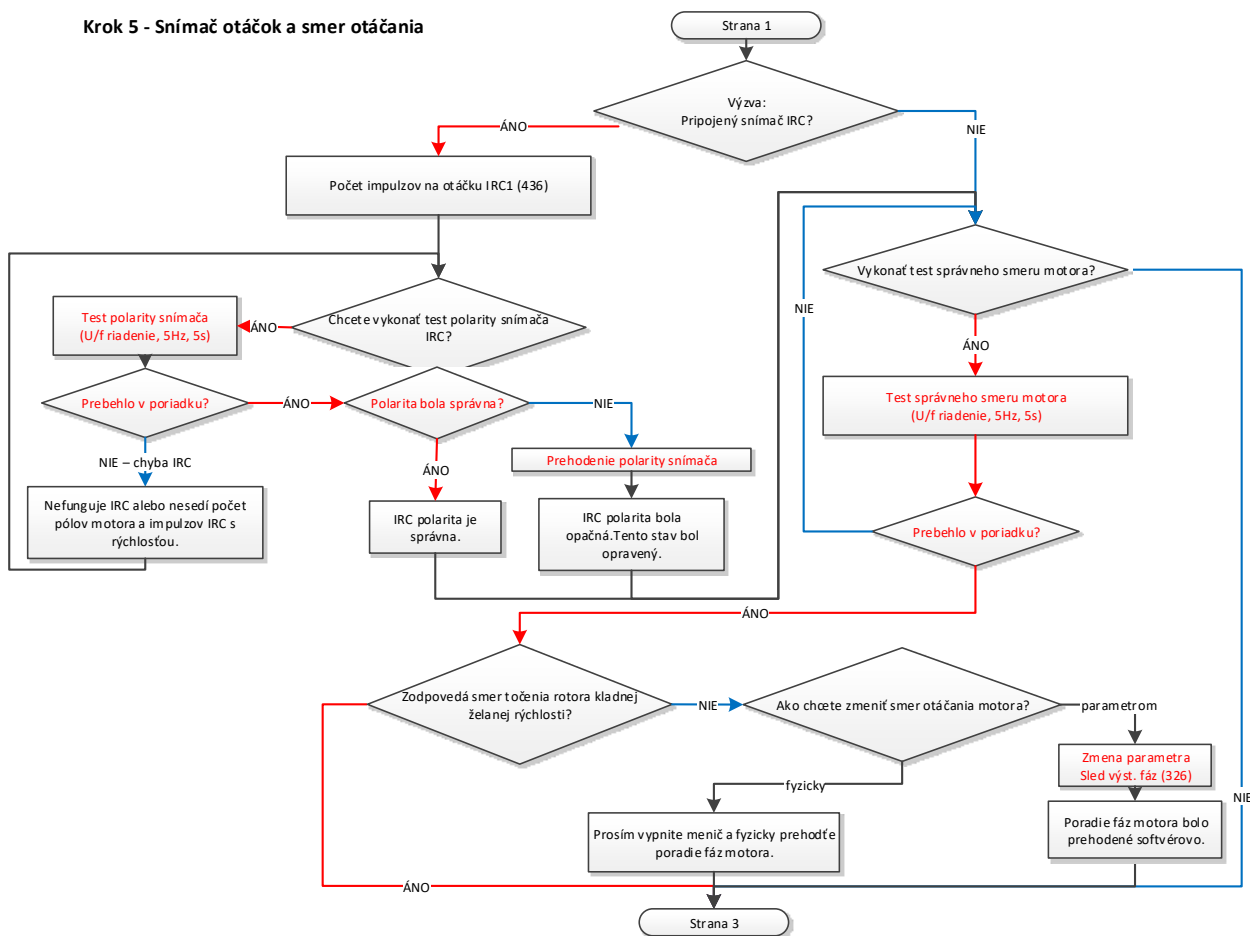 Krok 5 - Snímač otáčok a smer otáčania
Strana 1
Výzva:
Pripojený snímač IRC?
ÁNO
NIE
Počet impulzov na otáčku IRC1 (436)
Chcete vykonať test polarity snímača
IRC?
ÁNO
Test polarity snímača
(U/f riadenie, 5Hz, 5s)
Prebehlo v poriadku?
ÁNO
Polarita bola správna?
NIE
NIE – chyba IRC
ÁNO
Prehodenie polarity snímača
Nefunguje IRC alebo nesedí počet
pólov motora a impulzov IRC s
rýchlosťou.
IRC polarita je
správna.
IRC polarita bola
opačná.Tento stav bol
opravený.
Vykonať test správneho smeru motora?
NIE
NIE
ÁNO
Test správneho smeru motora
(U/f riadenie, 5Hz, 5s)
Prebehlo v poriadku?
ÁNO
Zodpovedá smer točenia rotora kladnej
želanej rýchlosti?
NIE
Ako chcete zmeniť smer otáčania motora?
parametrom
Zmena parametra
Sled výst. fáz (326)
fyzicky
NIE
Prosím vypnite menič a fyzicky prehoďte
poradie fáz motora.
Poradie fáz motora bolo
prehodené softvérovo.
ÁNO
Strana 3